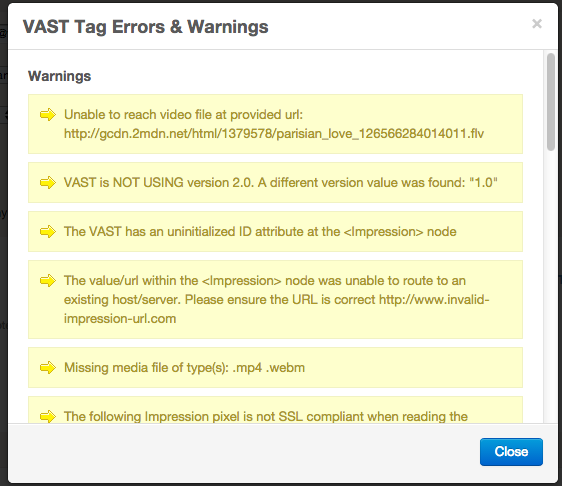 VAST Tag Errors & Warnings
×
Warnings
Unable to reach video file at provided url:
http://gcdn.2mdn.net/html/1379578/parisian_love_126566284014011.flv
VAST is NOT USING version 2.0. A different version value was found: "1.0"
The VAST has an uninitialized ID attribute at the <Impression> node
The value/url within the <Impression> node was unable to route to an
existing host/server. Please ensure the URL is correct http://www.invalid-
impression-url.com
Missing media file of type(s): .mp4 .webm
The following Impression pixel is not SSL compliant when reading the
Close